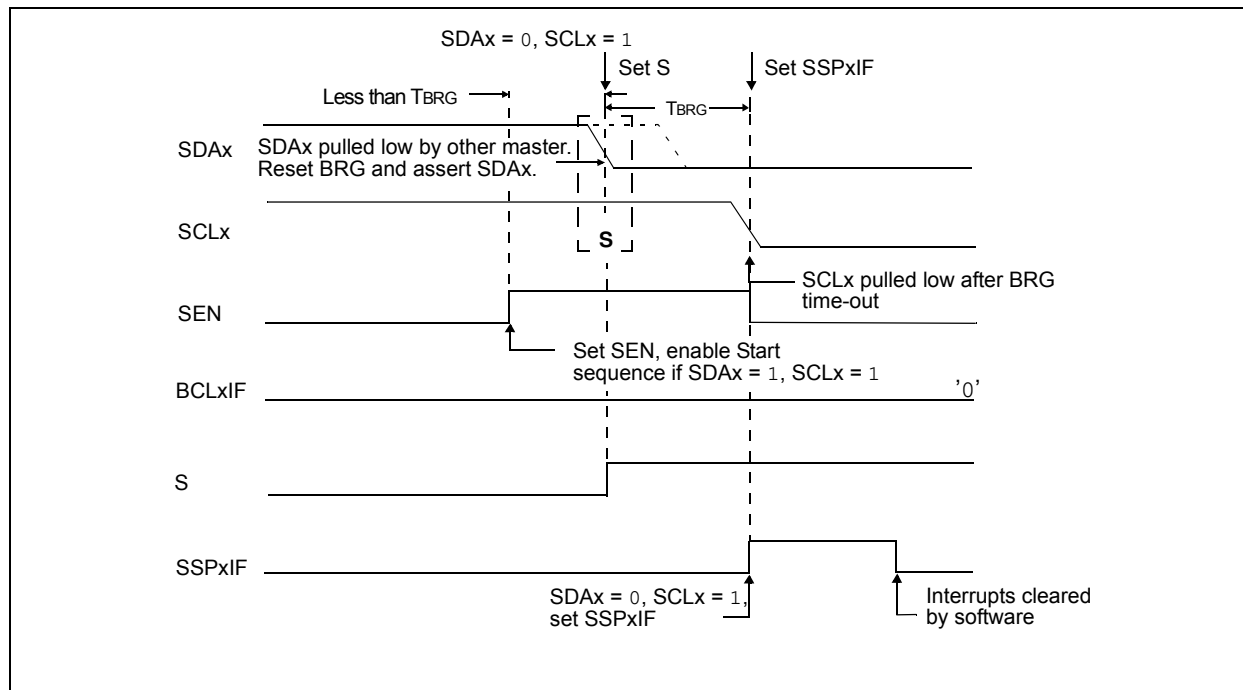 SDAx = 0, SCLx = 1
Set S
Set SSPxIF
Less than TBRG
TBRG
SDAx
SDAx pulled low by other master.
Reset BRG and assert SDAx.
SCLx
S
SCLx pulled low after BRG
time-out
SEN
Set SEN, enable Start
sequence if SDAx = 1, SCLx = 1
BCLxIF
'0'
S
SSPxIF
SDAx = 0, SCLx = 1,
set SSPxIF
Interrupts cleared
by software